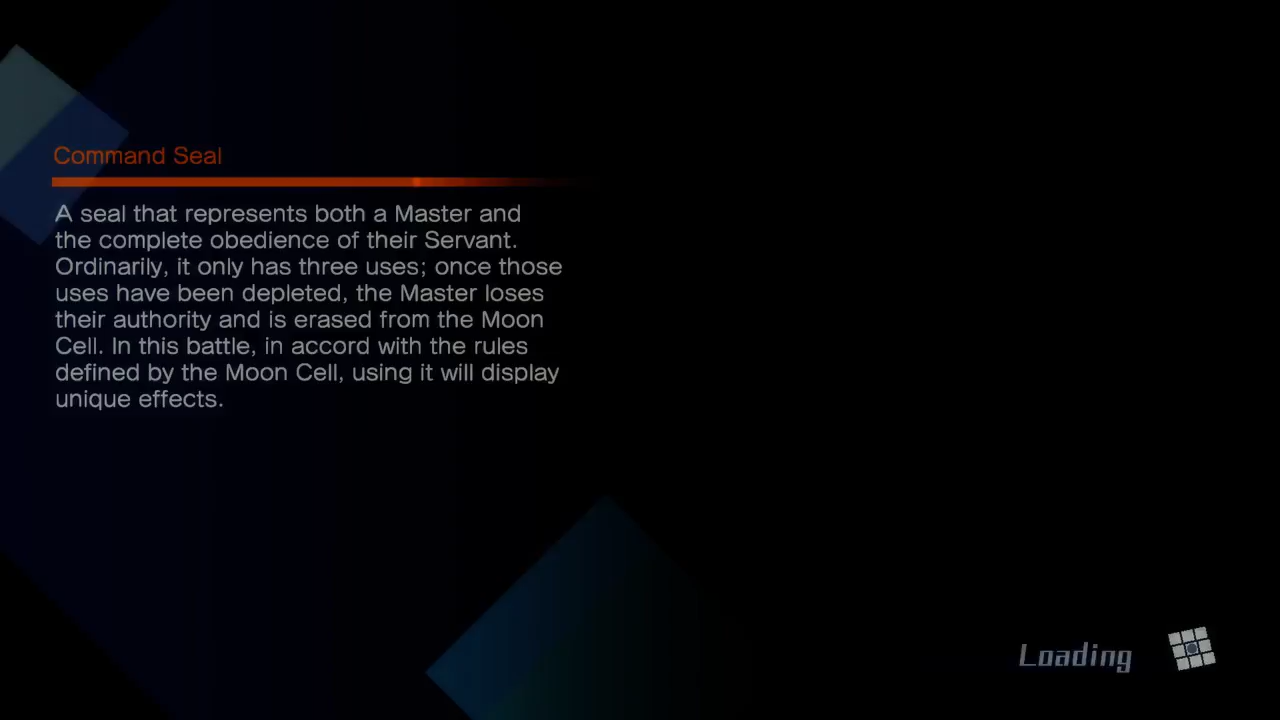 Command Seal
A seal that represents both a Master and
the complete obedience of their Servant.
Ordinarily, it only has three uses; once those
uses have been depleted, the Master loses
their authority and is erased from the Moon
Cell. In this battle, in accord with the rules
defined by the Moon Cell, using it will display
unique effects.
Loading